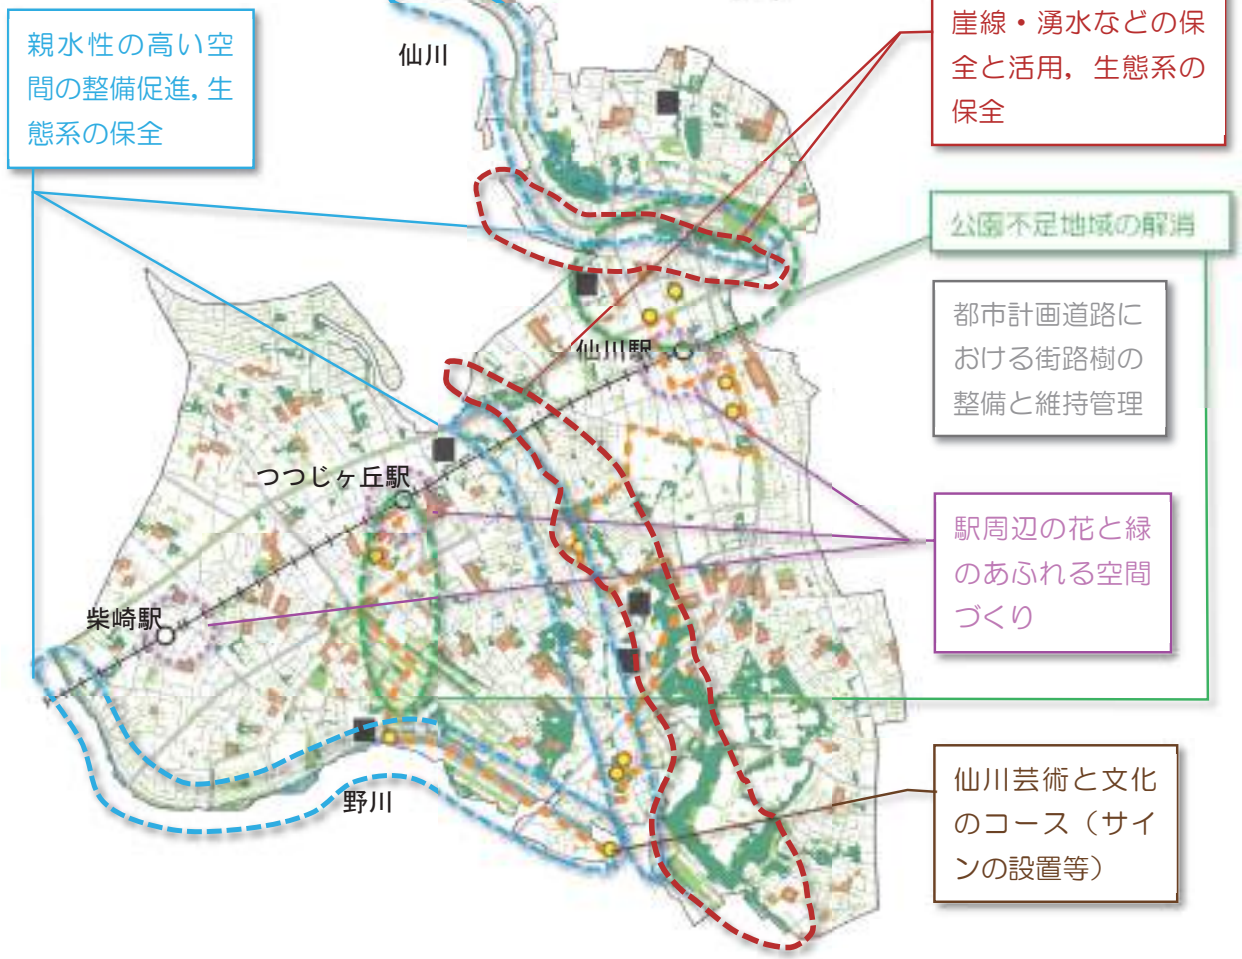 親水性の高い空
間の整備促進,生
態系の保全
仙川
崖線・湧水などの保
全と活用，生態系の
保全
公園不足地域の解消
都市計画道路に
おける街路樹の
整備と維持管理
仙川駅
つつじヶ丘駅
駅周辺の花と緑
のあふれる空間
づくり
柴崎駅
野川
仙川芸術と文化
のコース（サイ
ンの設置等）